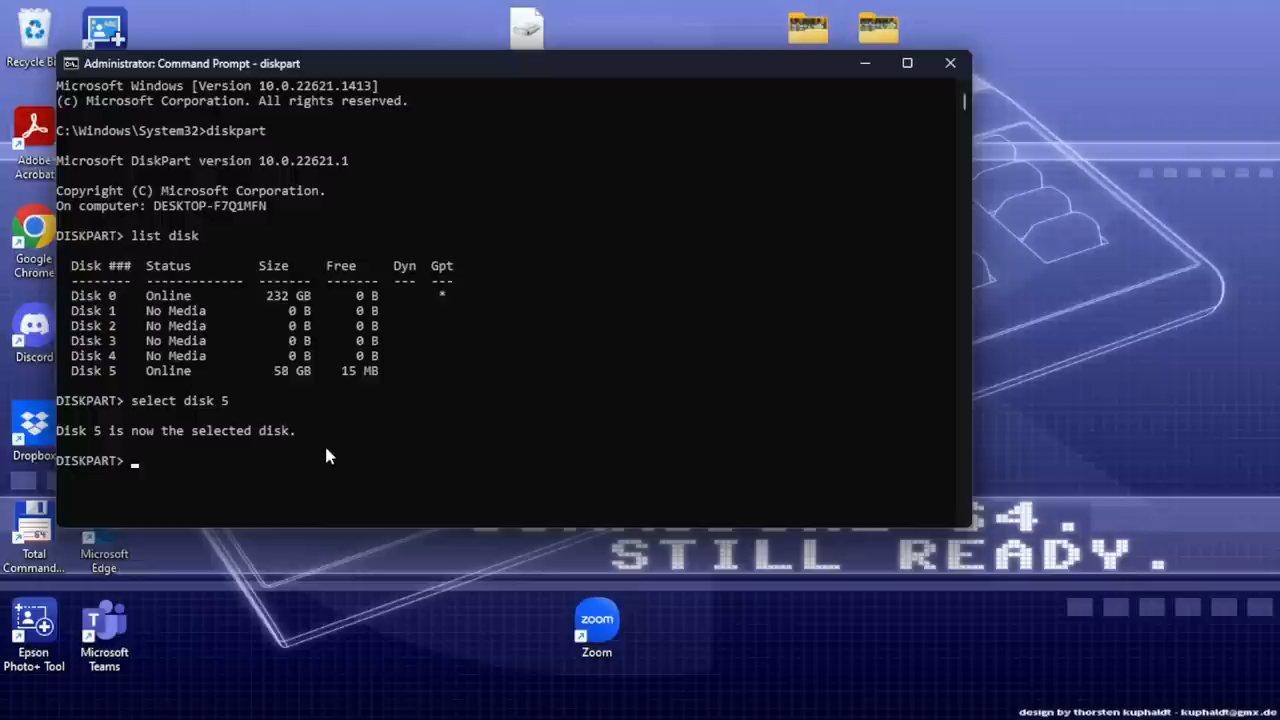 Recycle Bi
Administrator: Command Prompt - diskpart
Microsoft Windows [Version 10.0.22621.1413]
(c) Microsoft Corporation. All rights reserved.
C:\Windows\System32>diskpart
Microsoft DiskPart version 10.0.22621.1
Copyright (C) Microsoft Corporation.
On computer: DESKTOP-F7Q1MFN
DISKPART> list disk
Disk ### Status Size Free Dyn Gpt
-------- ------------- ------- ------- --- ---
Disk 0 Online 232 GB 0 B *
Disk 1 No Media 0 B 0 B
Disk 2 No Media 0 B 0 B
Disk 3 No Media 0 B 0 B
Disk 4 No Media 0 B 0 B
Disk 5 Online 58 GB 15 MB
DISKPART> select disk 5
Disk 5 is now the selected disk.
DISKPART>
Adobe
Acrobat
Google
Chrome
Discord
Dropbox
64
Total
Command...
Microsoft
Edge
64.
STILL READY.
Epson
Photo+ Tool
Microsoft
Teams
zoom
Zoom
design by thorsten kuphaldt - kuphaldt@gmx.de